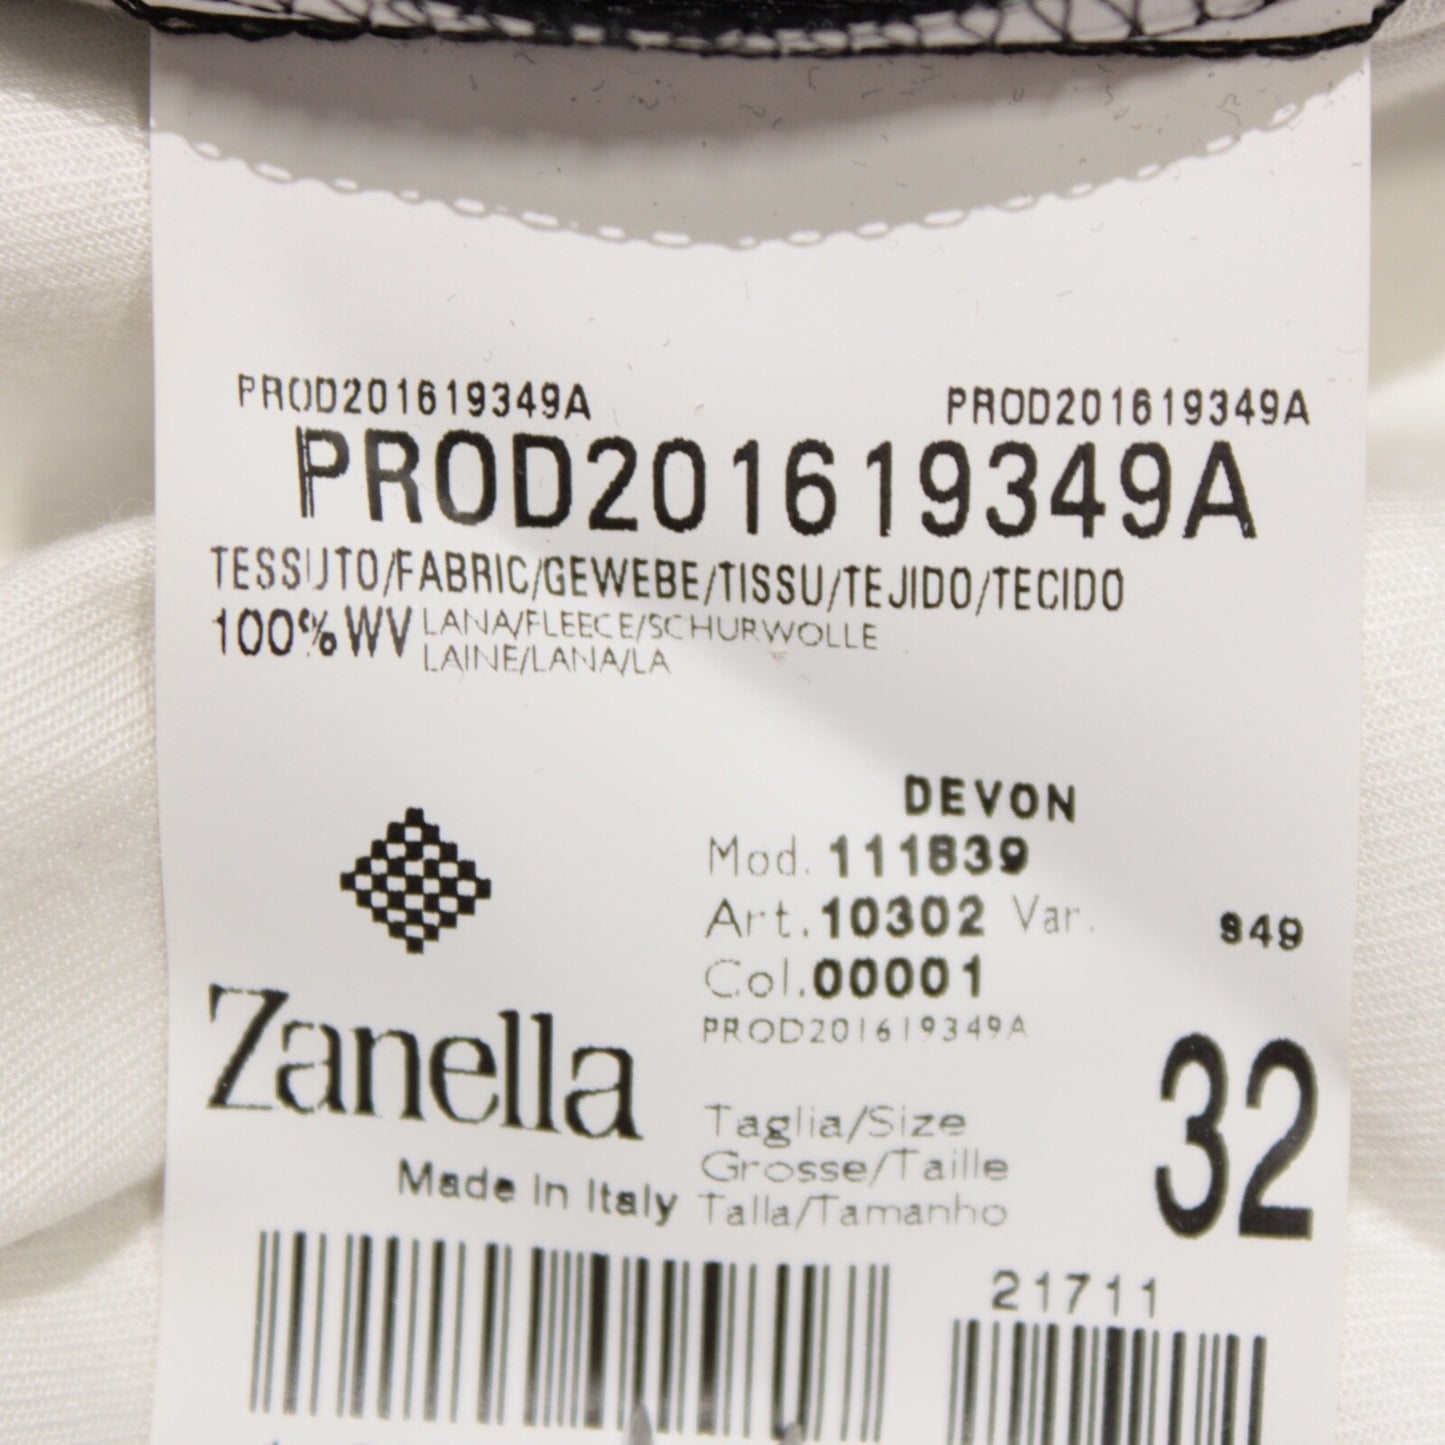 PROD201619349A PROD201619349A
PROD201619349A
TESSUTO/FABRIC/GEWEBE/TISSU/TEJIDO/TECIDO
100% WV LANA/FLEECE/SCHURWOLLE
LAINE/LANA/LA
DEVON
Mod. 111839
Art. 10302 Var. 949
Col. 00001
PROD201619349A
Zanella
Made In Italy
Taglia/Size
Grosse/Taille
Talla/Tamanho
32
21711